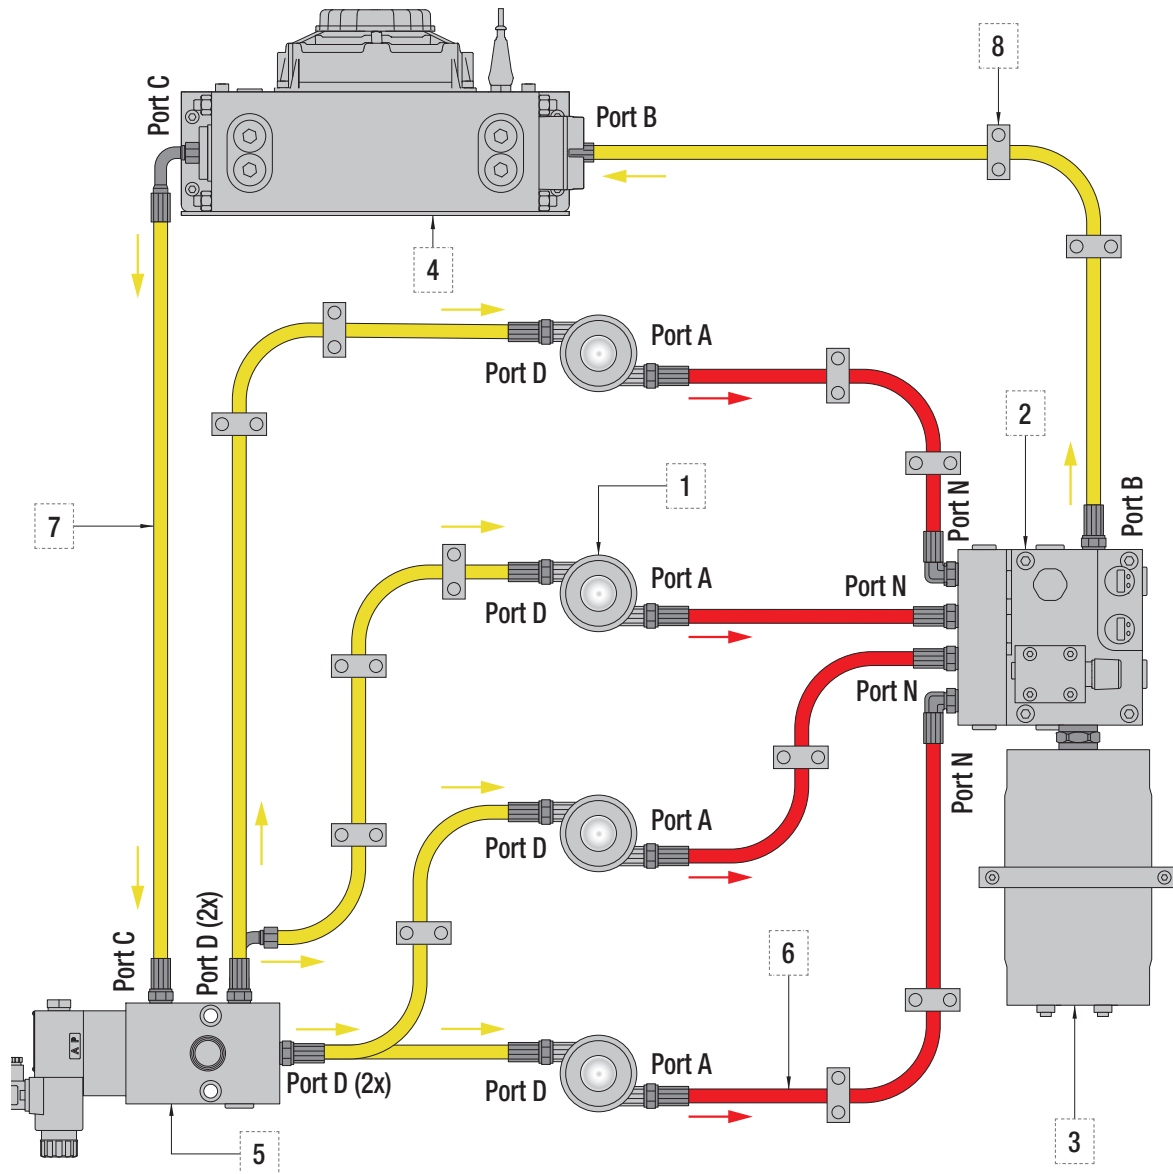 8
Port C
Port B
4
Port A
Port D
2
1
Port N
Port B
7
Port A
Port N
Port D
Port N
Port A
Port N
Port D
Port C
Port D (2x)
6
A P
Port A
Port D (2x)
Port D
3
5